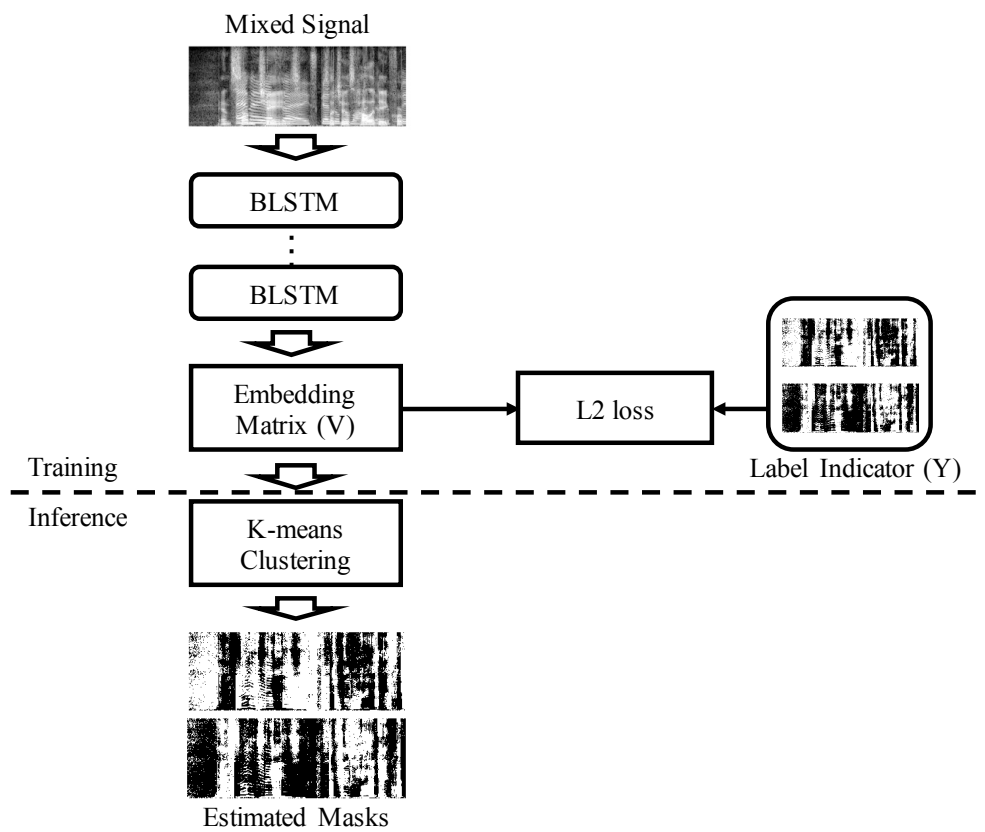 Mixed Signal
BLSTM
BLSTM
Embedding
Matrix (V)
L2 loss
Label Indicator (Y)
Training
Inference
K-means
Clustering
Estimated Masks